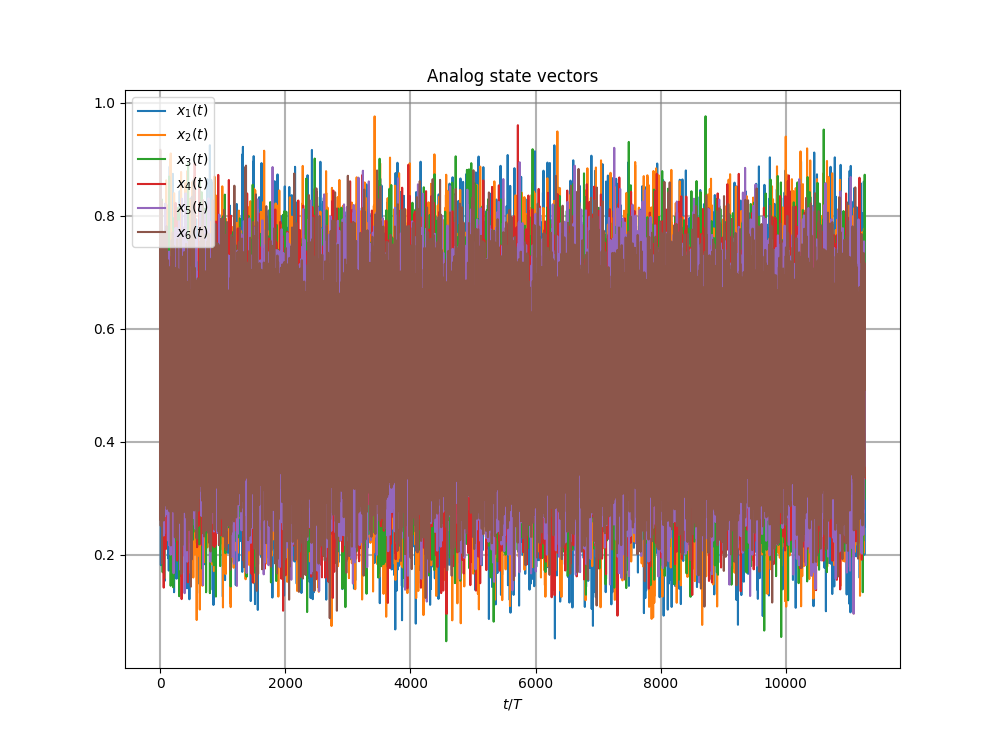 Analog state vectors
1.0
0.8
0.6
0.4
0.2
x₁(t)
x₂(t)
x₃(t)
x₄(t)
x₅(t)
x₆(t)
0 2000 4000 6000 8000 10000
t/T